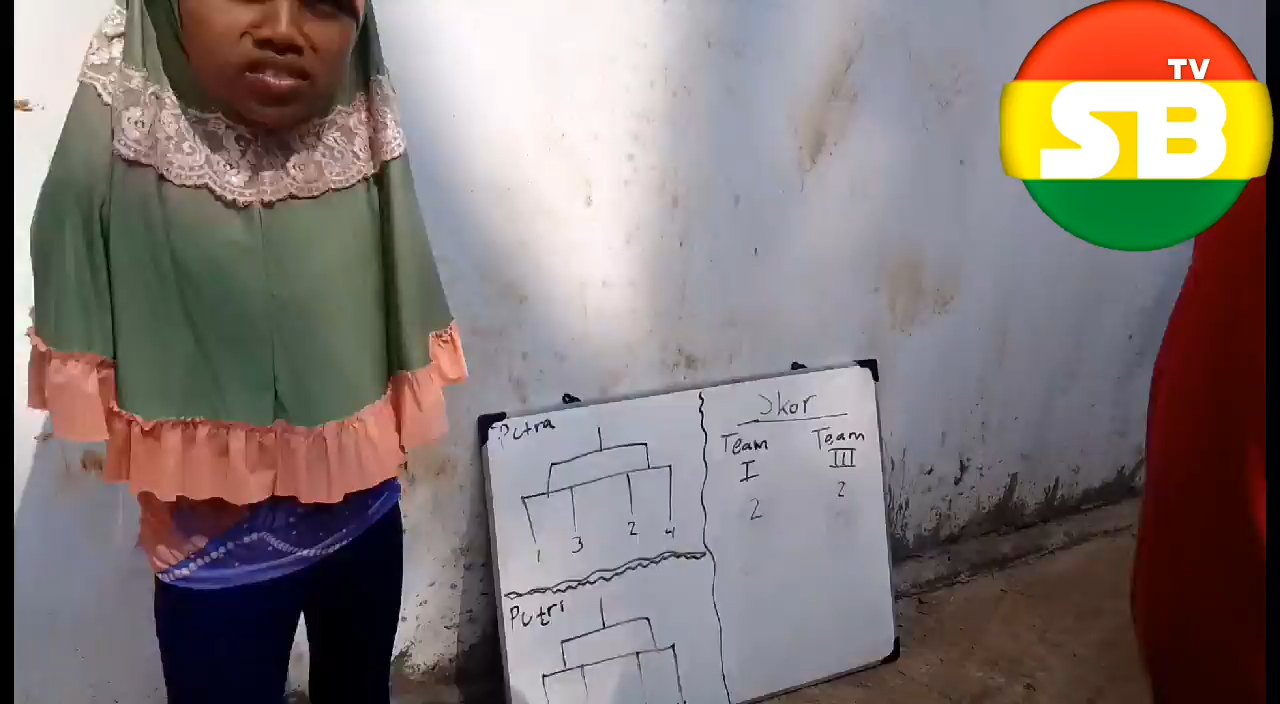 TV
SB
Putra
1 3 2 4
Putri
Skor
Team Team
I III
2 2